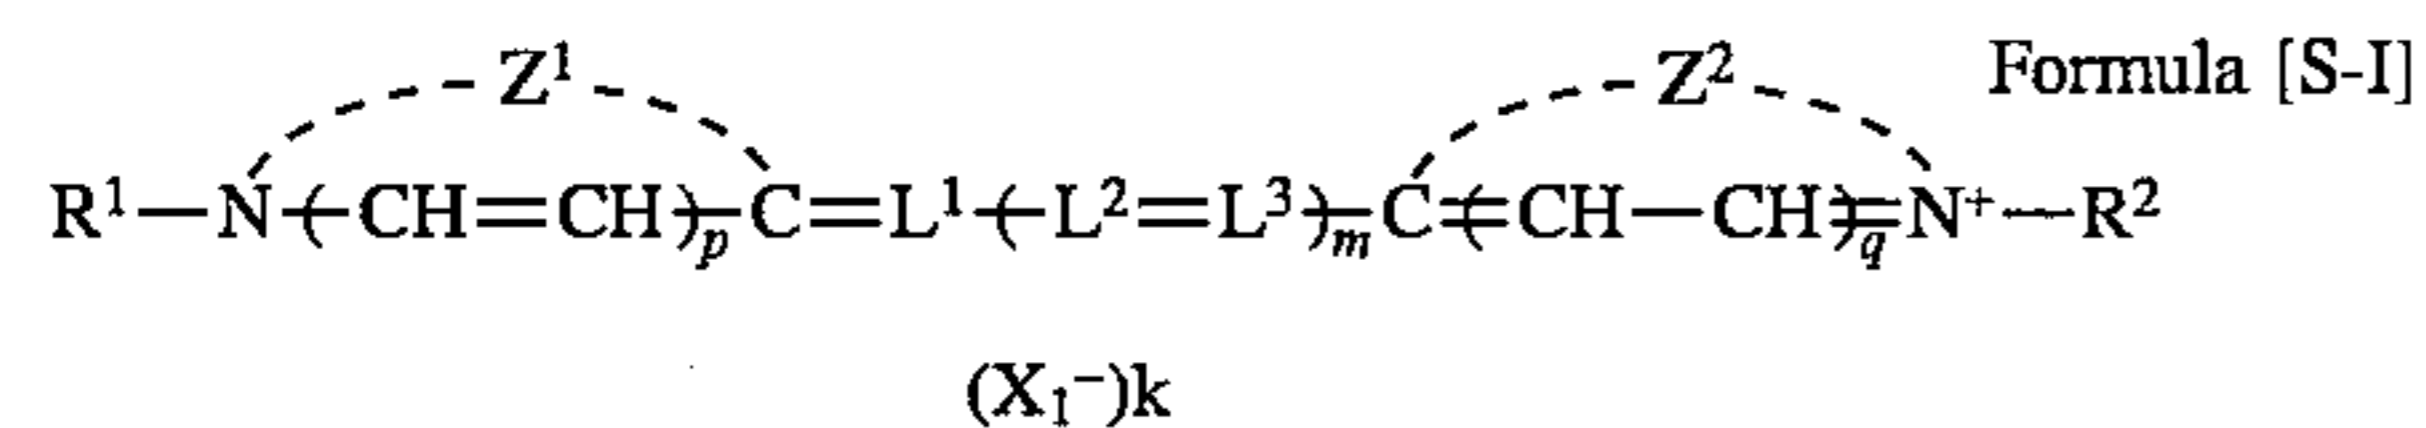 Z¹ Z² Formula [S-I]
R¹—N—(—CH=CH—)p—C=L¹—(—L²=L³—)m—C=(=CH—CH=)q=N⁺—R²
(X₁⁻)k